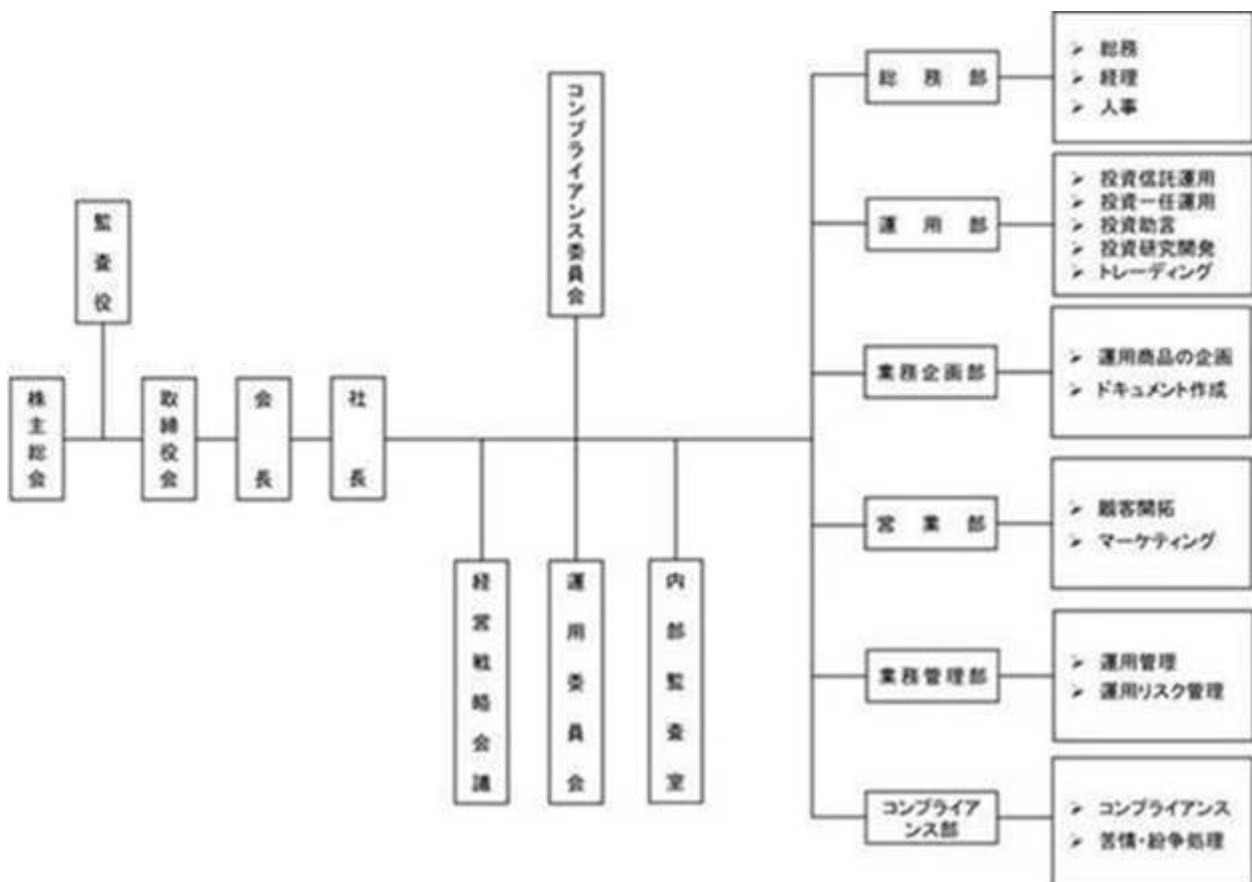 株主総会
監査役
取締役会
会長
社長
コンプライアンス委員会
経営戦略会議
運用委員会
内部監査室
総務部
➢ 総務
➢ 経理
➢ 人事
運用部
➢ 投資信託運用
➢ 投資一任運用
➢ 投資助言
➢ 投資研究開発
➢ トレーディング
業務企画部
➢ 運用商品の企画
➢ ドキュメント作成
営業部
➢ 顧客開拓
➢ マーケティング
業務管理部
➢ 運用管理
➢ 運用リスク管理
コンプライア
ンス部
➢ コンプライアンス
➢ 苦情・紛争処理